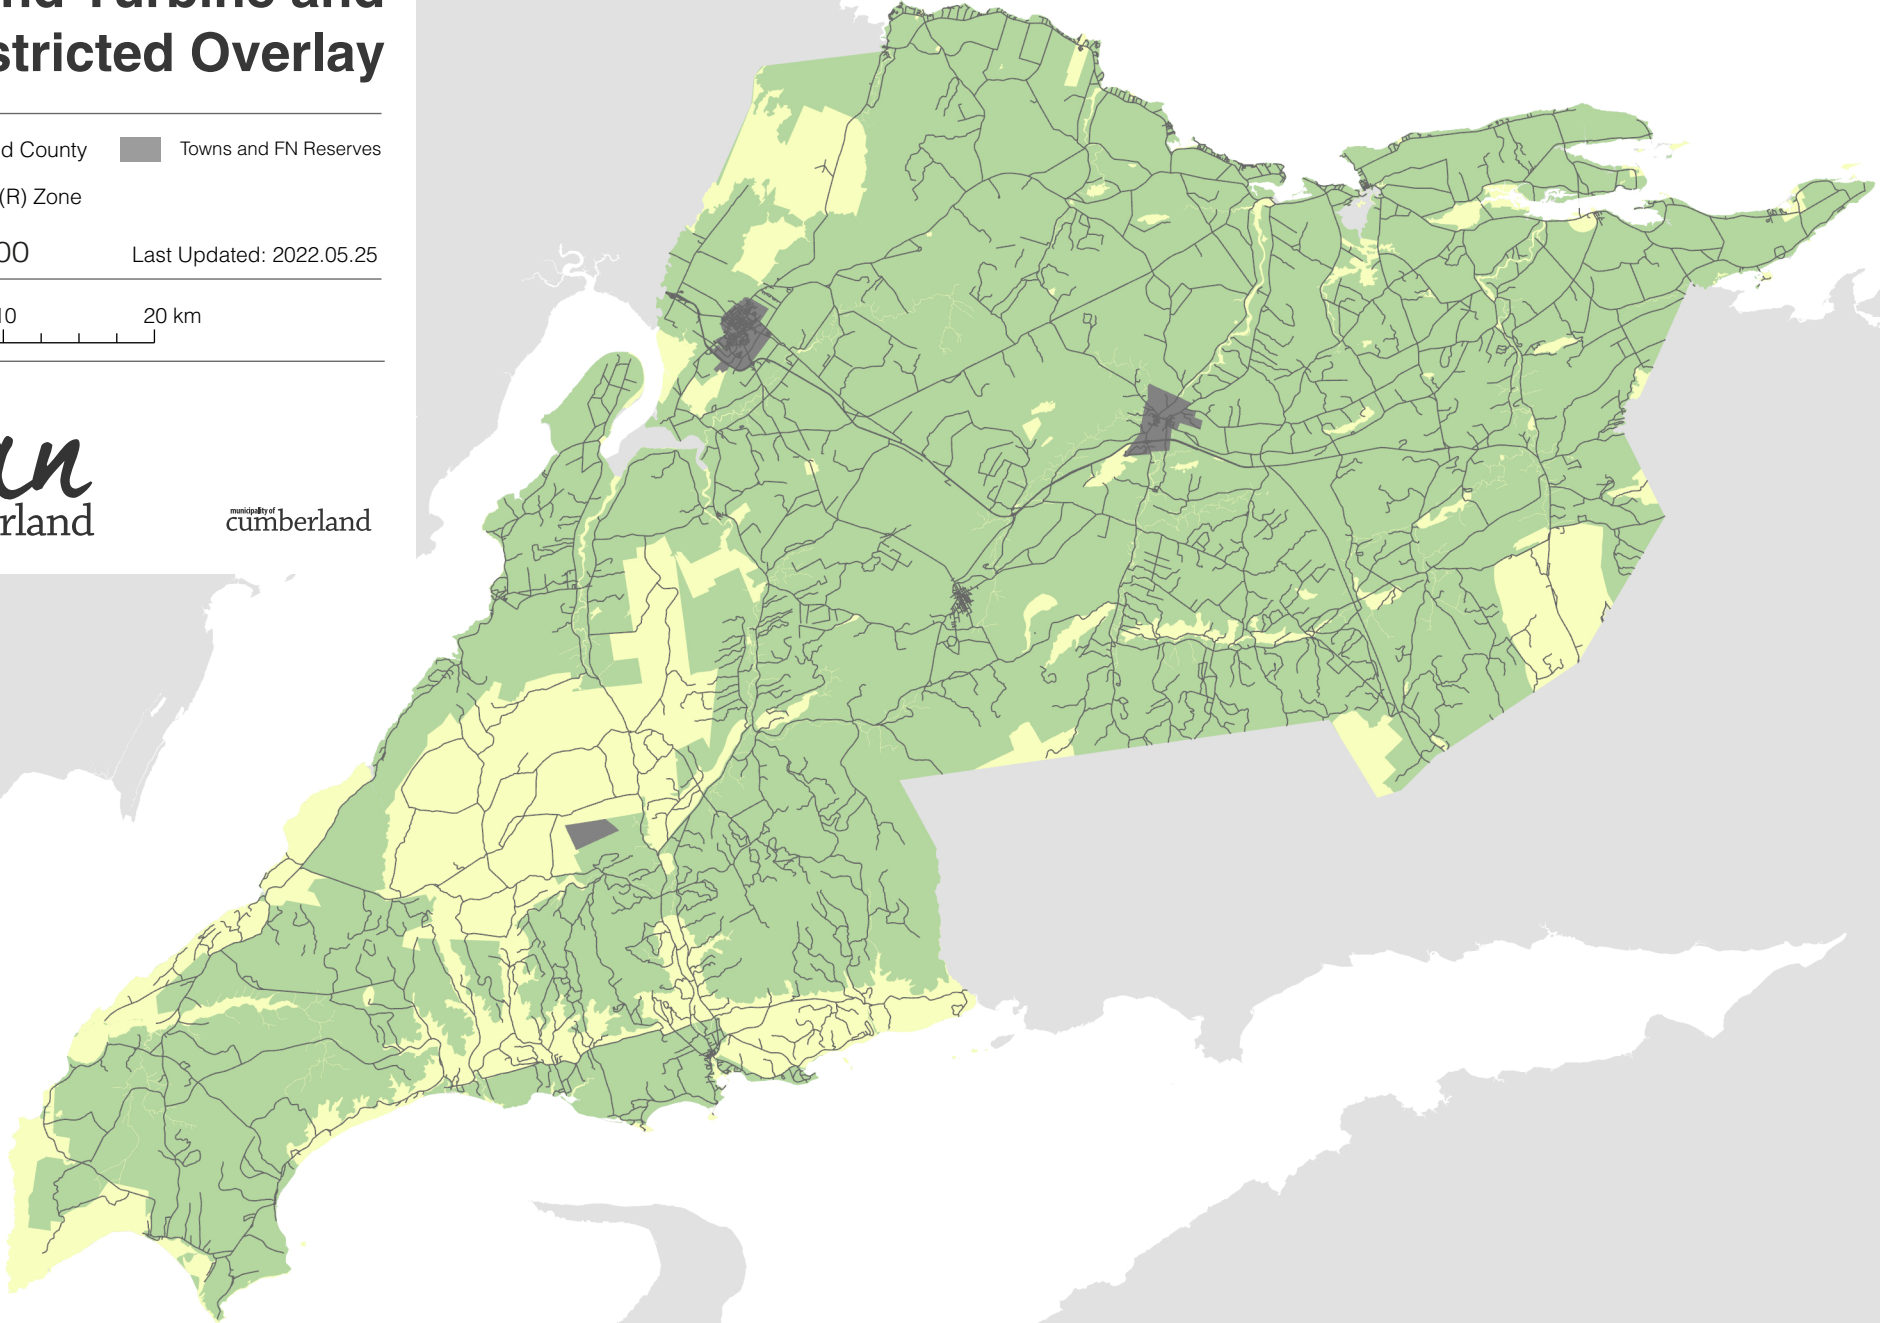 stricted Overlay
d County
Towns and FN Reserves
(R) Zone
00
Last Updated: 2022.05.25
10
20 km
an
rland
municipality of
cumberland